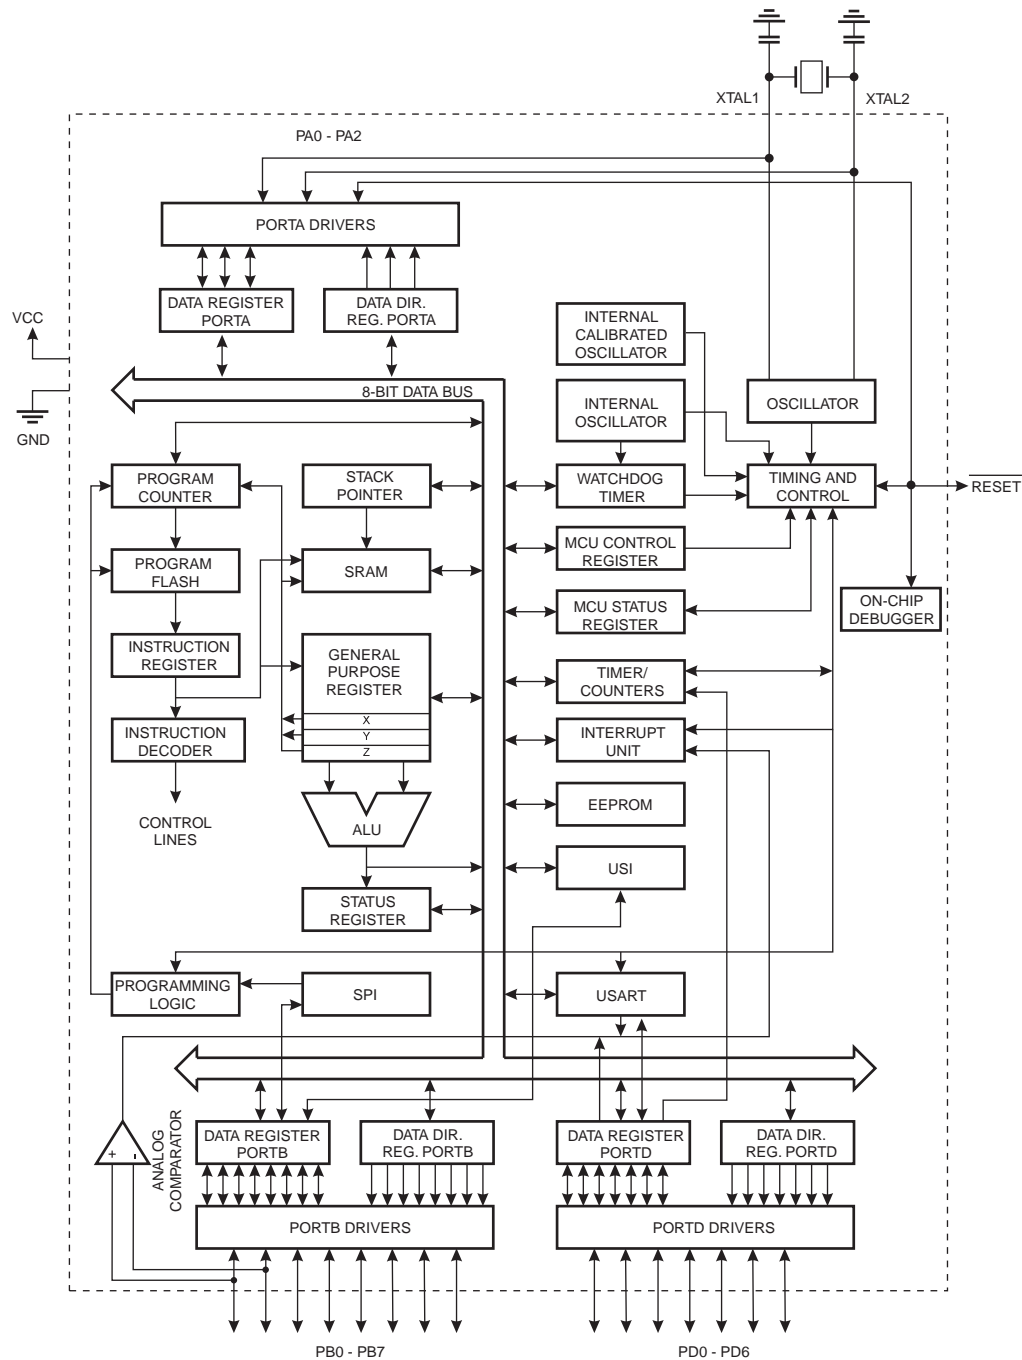 XTAL1
XTAL2
PA0 - PA2
PORTA DRIVERS
DATA REGISTER
PORTA
DATA DIR.
REG. PORTA
VCC
GND
8-BIT DATA BUS
INTERNAL
CALIBRATED
OSCILLATOR
INTERNAL
OSCILLATOR
OSCILLATOR
PROGRAM
COUNTER
STACK
POINTER
WATCHDOG
TIMER
TIMING AND
CONTROL
RESET
PROGRAM
FLASH
SRAM
MCU CONTROL
REGISTER
MCU STATUS
REGISTER
ON-CHIP
DEBUGGER
INSTRUCTION
REGISTER
GENERAL
PURPOSE
REGISTER
X
Y
Z
TIMER/
COUNTERS
INSTRUCTION
DECODER
INTERRUPT
UNIT
CONTROL
LINES
ALU
EEPROM
USI
STATUS
REGISTER
PROGRAMMING
LOGIC
SPI
USART
ANALOG
COMPARATOR
+
-
DATA REGISTER
PORTB
DATA DIR.
REG. PORTB
DATA REGISTER
PORTD
DATA DIR.
REG. PORTD
PORTB DRIVERS
PORTD DRIVERS
PB0 - PB7
PD0 - PD6